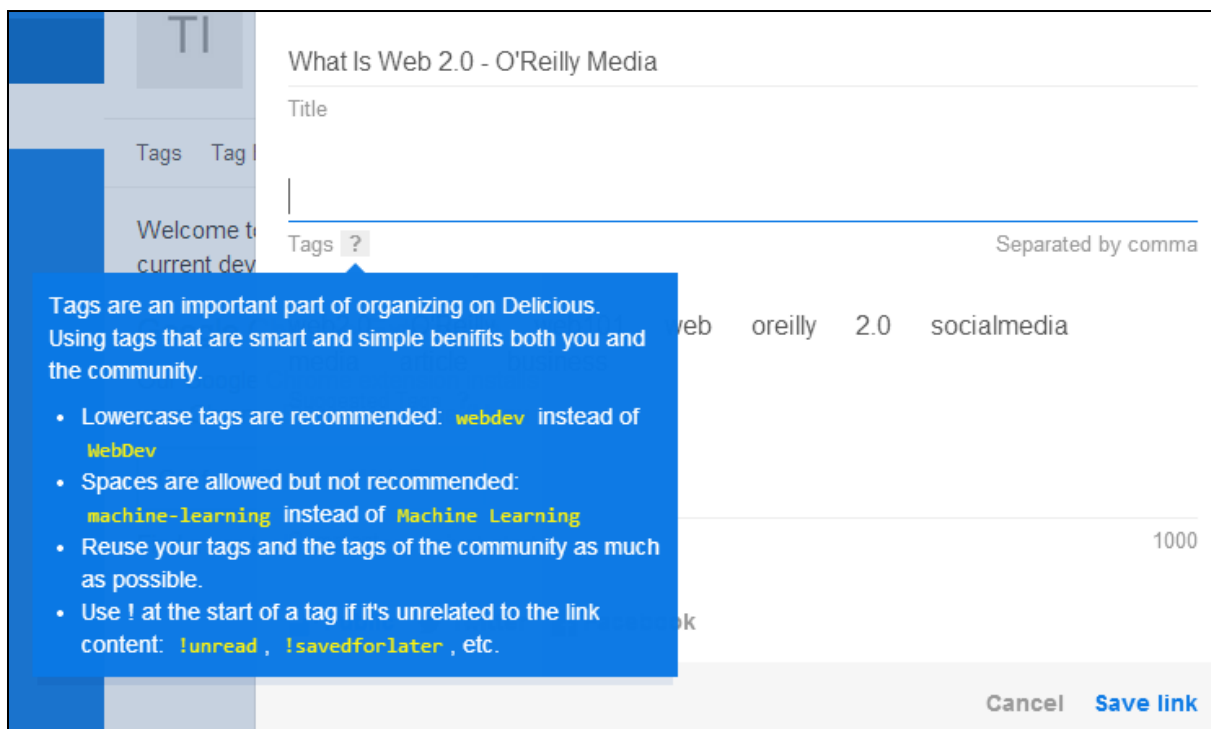 TI
What Is Web 2.0 - O'Reilly Media
Title
Tags Tag
Welcome
current dev
Tags ?
Separated by comma
Tags are an important part of organizing on Delicious.
Using tags that are smart and simple benifits both you and
the community.
• Lowercase tags are recommended: webdev instead of
WebDev
• Spaces are allowed but not recommended:
machine-learning instead of Machine Learning
• Reuse your tags and the tags of the community as much
as possible.
• Use ! at the start of a tag if it's unrelated to the link
content: !unread , !savedforlater , etc.
web oreilly 2.0 socialmedia
media article business
1000
Cancel Save link